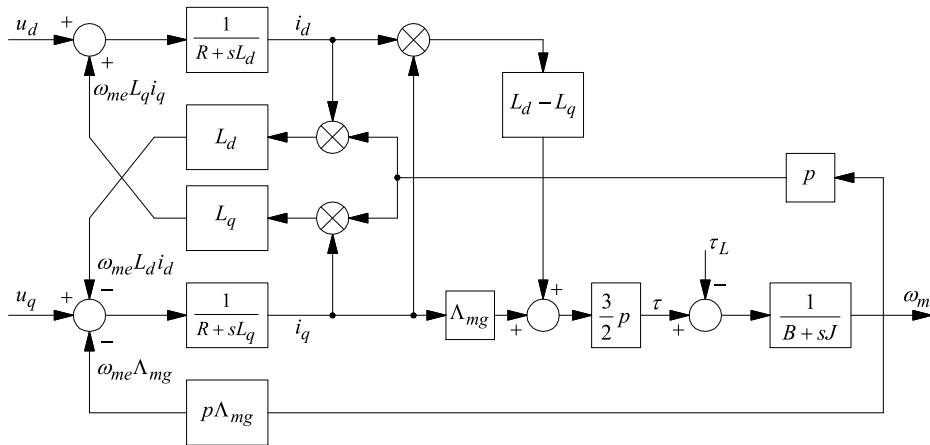 u_d + + 1 / (R + sL_d) i_d
ω_me L_q i_q
L_d − L_q
L_d
p
L_q
ω_me L_d i_d
τ_L
u_q + − − 1 / (R + sL_q) i_q Λ_mg + + 3/2 p τ + − 1 / (B + sJ) ω_m
ω_me Λ_mg
pΛ_mg